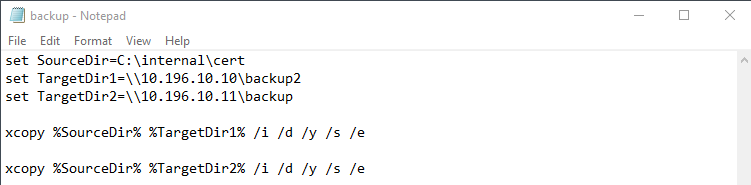 backup - Notepad
File Edit Format View Help
set SourceDir=C:\internal\cert
set TargetDir1=\\10.196.10.10\backup2
set TargetDir2=\\10.196.10.11\backup
xcopy %SourceDir% %TargetDir1% /i /d /y /s /e
xcopy %SourceDir% %TargetDir2% /i /d /y /s /e